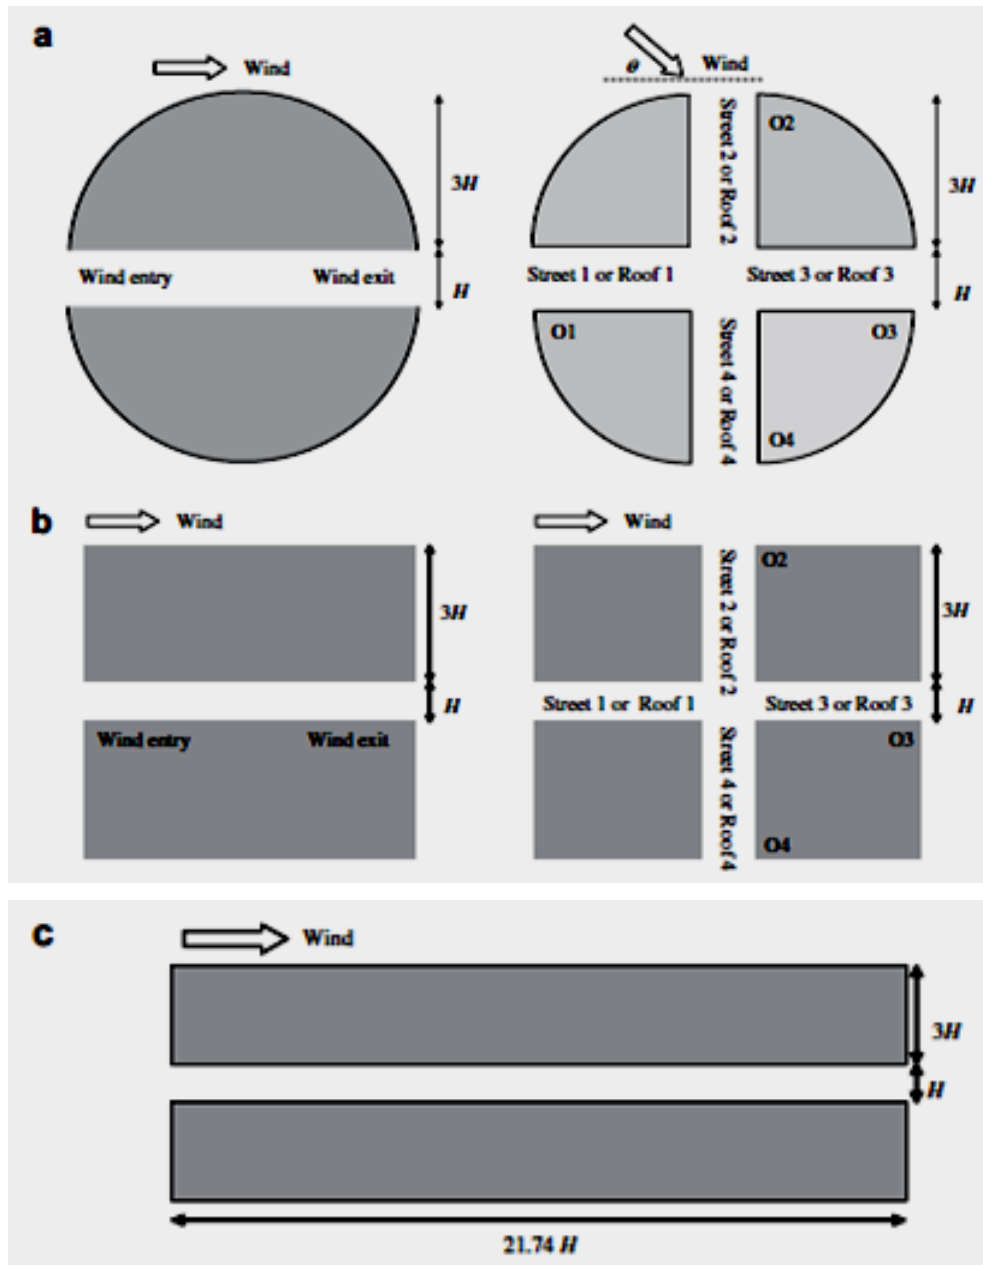 a
Wind
3H
H
Wind entry
Wind exit
θ
Wind
O2
Street 2 or Roof 2
3H
Street 1 or Roof 1
Street 3 or Roof 3
H
O1
O3
Street 4 or Roof 4
O4
b
Wind
3H
H
Wind entry
Wind exit
Wind
O2
Street 2 or Roof 2
3H
Street 1 or Roof 1
Street 3 or Roof 3
H
O3
Street 4 or Roof 4
O4
c
Wind
3H
H
21.74 H